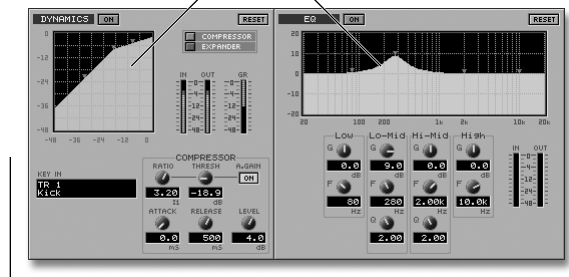 DYNAMICS ON RESET
COMPRESSOR
EXPANDER
0
-12
-24
-36
-48
-48 -36 -24 -12 0
IN OUT GR
KEY IN
TR 1
Kick
COMPRESSOR
RATIO THRESH A.GAIN
3.20 :1
-18.9 dB
ON
ATTACK RELEASE LEVEL
0.0 mS
500 mS
4.0 dB
EQ ON RESET
20
10
0
-10
-20
20 100 200 1k 2k 10k 20k
Low Lo-Mid Hi-Mid High
G G G G
0.0 9.0 0.0 0.0
dB dB dB dB
F F F F
80 280 2.00k 10.0k
Hz Hz Hz Hz
Q Q
2.00 2.00
IN OUT